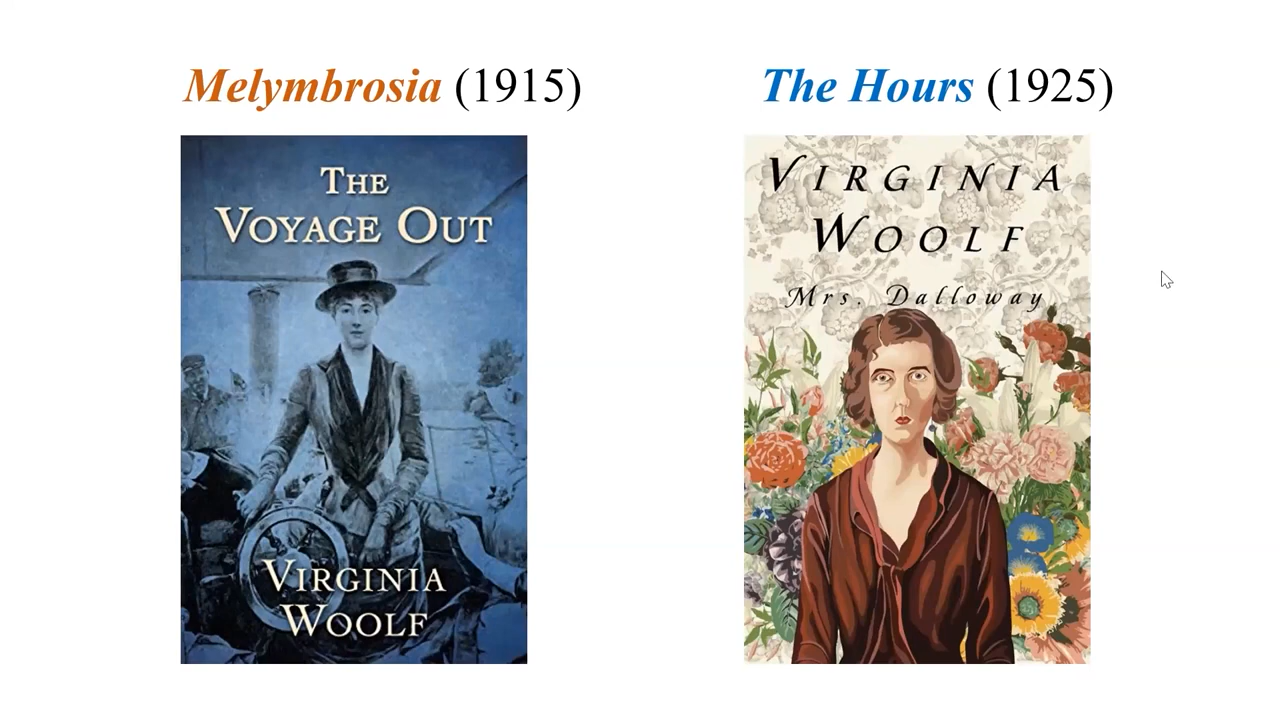 Melymbrosia (1915)
The Hours (1925)
THE
VOYAGE OUT
VIRGINIA
WOOLF
VIRGINIA
WOOLF
Mrs. Dalloway